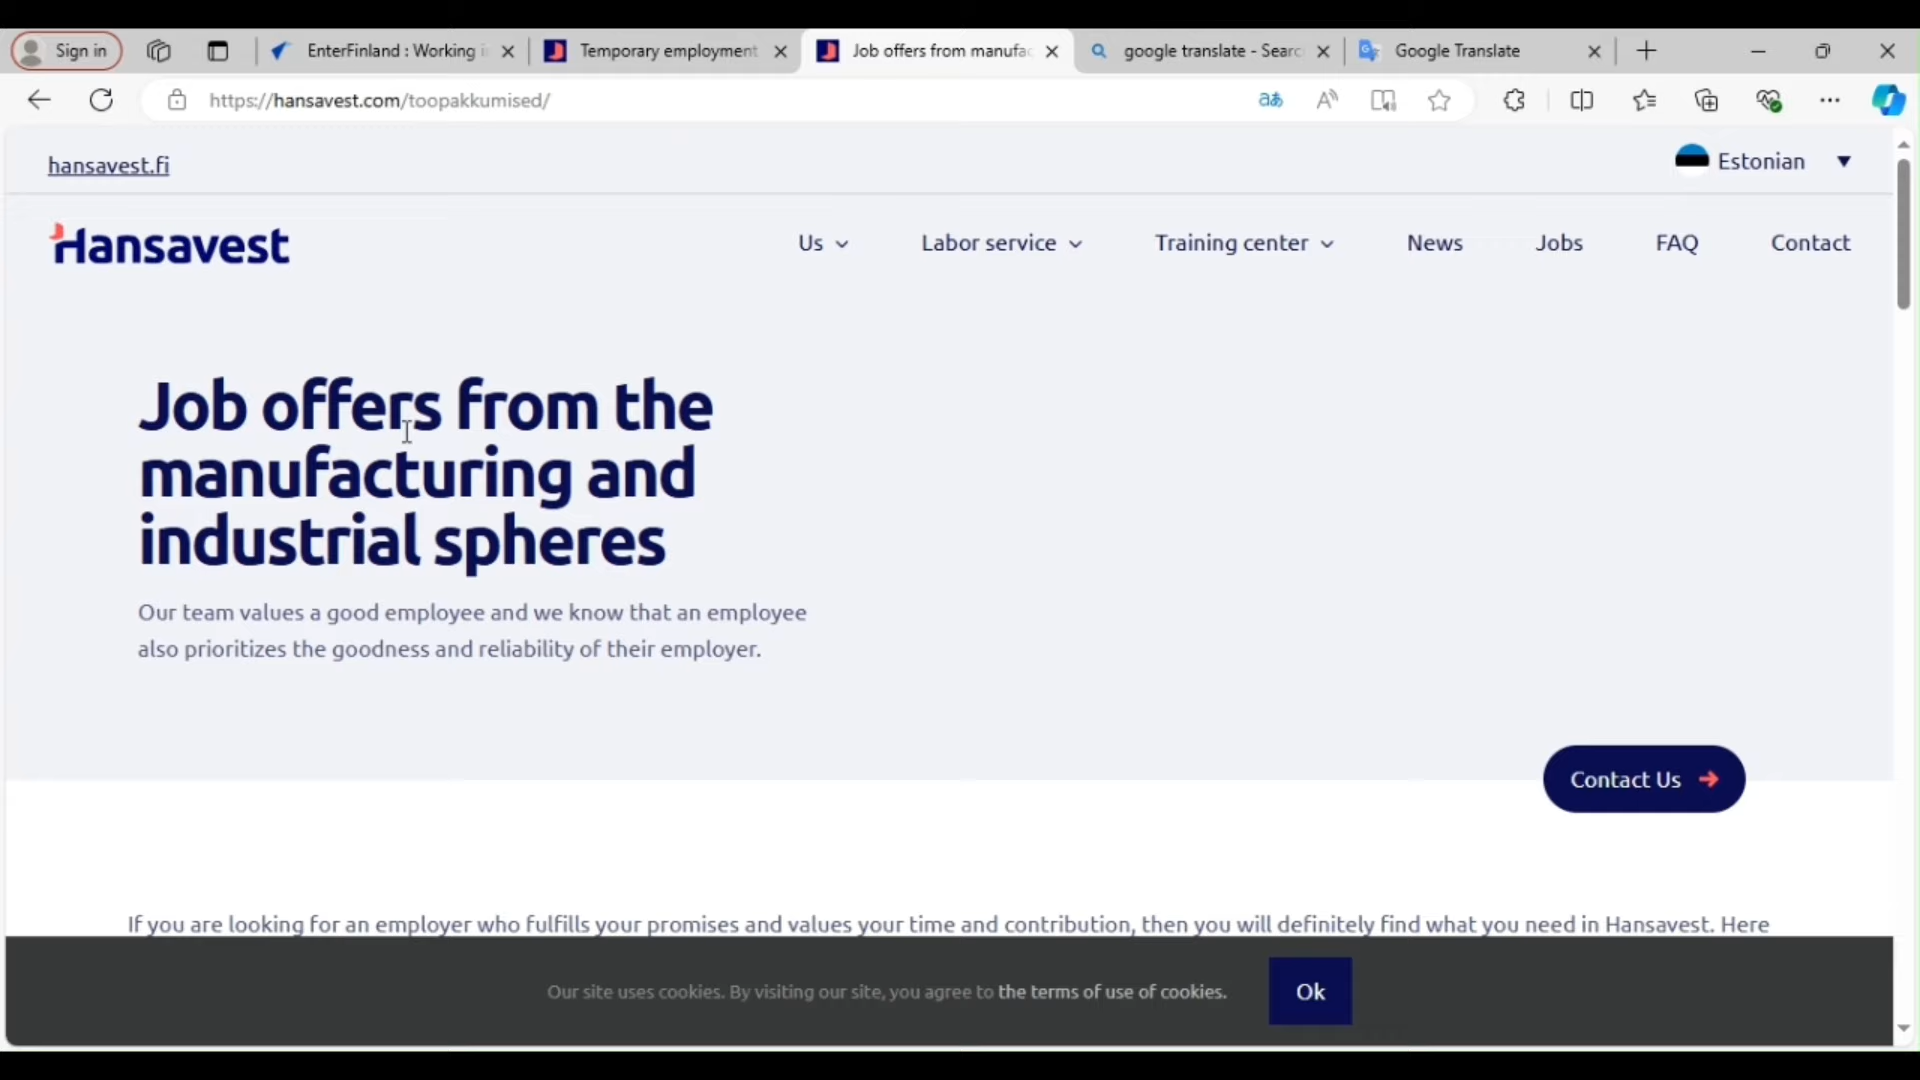 Sign in
EnterFinland : Working i
Temporary employment
Job offers from manufac
google translate - Searc
Google Translate
https://hansavest.com/toopakkumised/
hansavest.fi
Estonian
Hansavest
Us
Labor service
Training center
News
Jobs
FAQ
Contact
Job offers from the
manufacturing and
industrial spheres
Our team values a good employee and we know that an employee
also prioritizes the goodness and reliability of their employer.
Contact Us
If you are looking for an employer who fulfills your promises and values your time and contribution, then you will definitely find what you need in Hansavest. Here
Our site uses cookies. By visiting our site, you agree to the terms of use of cookies.
Ok